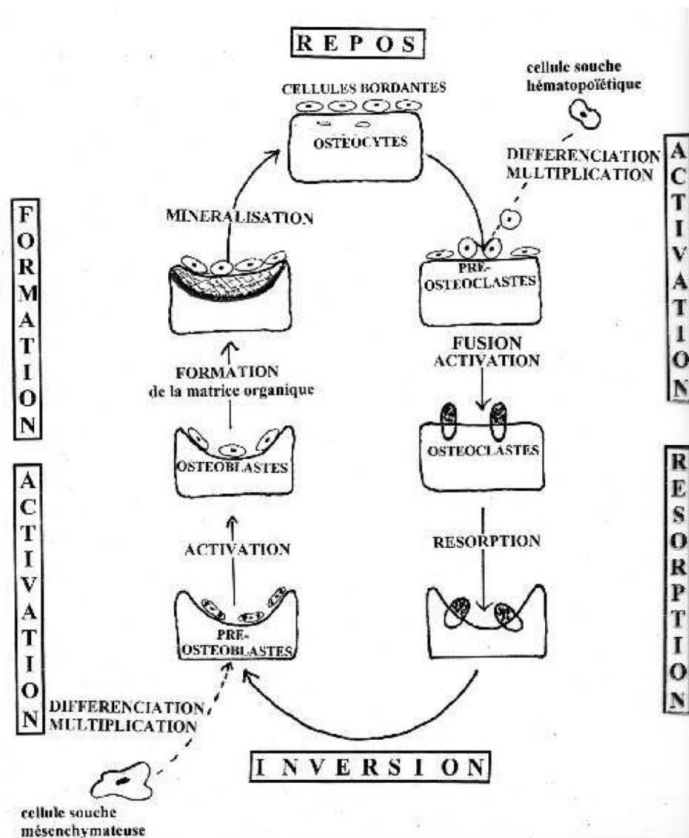 REPOS
CELLULES BORDANTES
OSTEOCYTES
cellule souche
hématopoïétique
DIFFERENCIATION
MULTIPLICATION
ACTIVATION
PRE-
OSTEOCLASTES
FUSION
ACTIVATION
OSTEOCLASTES
RESORPTION
RESORPTION
INVERSION
cellule souche
mésenchymateuse
DIFFERENCIATION
MULTIPLICATION
PRE-
OSTEOBLASTES
ACTIVATION
ACTIVATION
OSTEOBLASTES
FORMATION
de la matrice organique
FORMATION
MINERALISATION